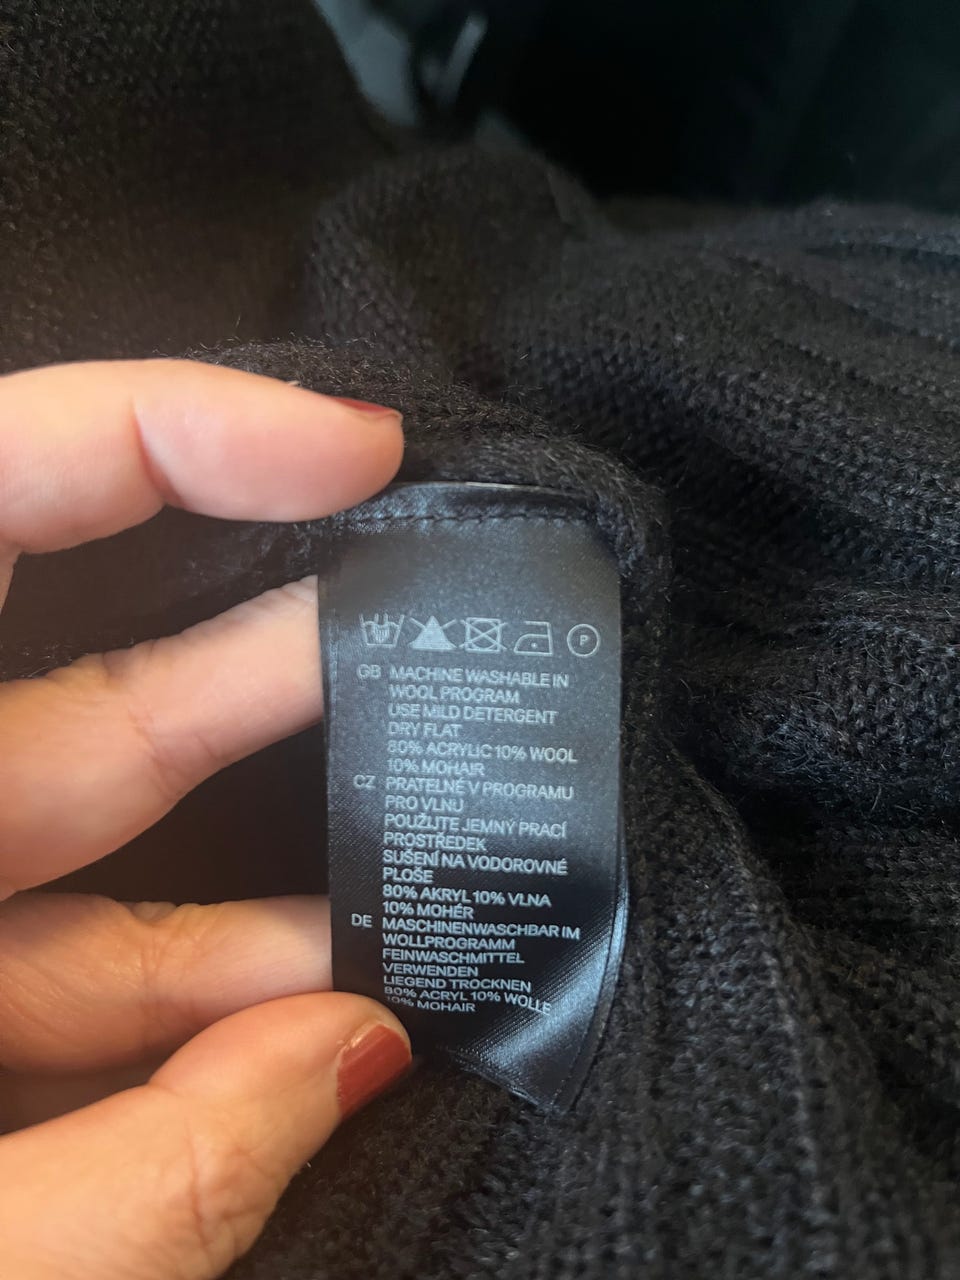 P
GB MACHINE WASHABLE IN
WOOL PROGRAM
USE MILD DETERGENT
DRY FLAT
80% ACRYLIC 10% WOOL
10% MOHAIR
CZ PRATELNÉ V PROGRAMU
PRO VLNU
POUŽIJTE JEMNÝ PRACÍ
PROSTŘEDEK
SUŠENÍ NA VODOROVNÉ
PLOŠE
80% AKRYL 10% VLNA
10% MOHÉR
DE MASCHINENWASCHBAR IM
WOLLPROGRAMM
FEINWASCHMITTEL
VERWENDEN
LIEGEND TROCKNEN
80% ACRYL 10% WOLLE
10% MOHAIR